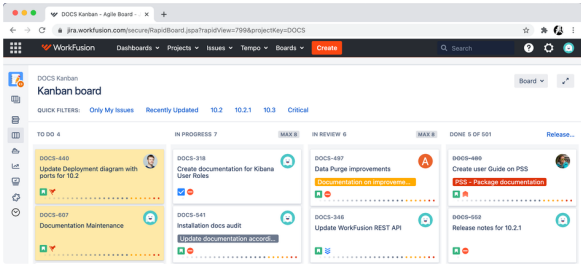 DOCS Kanban - Agile Board -
jira.workfusion.com/secure/RapidBoard.jspa?rapidView=799&projectKey=DOCS
WorkFusion Dashboards Projects Issues Tempo Boards Create Search
DOCS Kanban
Kanban board
Board
QUICK FILTERS: Only My Issues Recently Updated 10.2 10.2.1 10.3 Critical
TO DO 4 IN PROGRESS 7 MAX 8 IN REVIEW 6 MAX 8 DONE 5 OF 501 Release...
DOCS-440
Update Deployment diagram with
ports for 10.2
DOCS-607
Documentation Maintenance
DOCS-318
Create documentation for Kibana
User Roles
DOCS-541
Installation docs audit
Update documentation accordi...
DOCS-497
A
Data Purge improvements
Documentation on improveme...
DOCS-346
Update WorkFusion REST API
DOCS-460
Create user Guide on PSS
PSS - Package documentation
DOCS-552
Release notes for 10.2.1